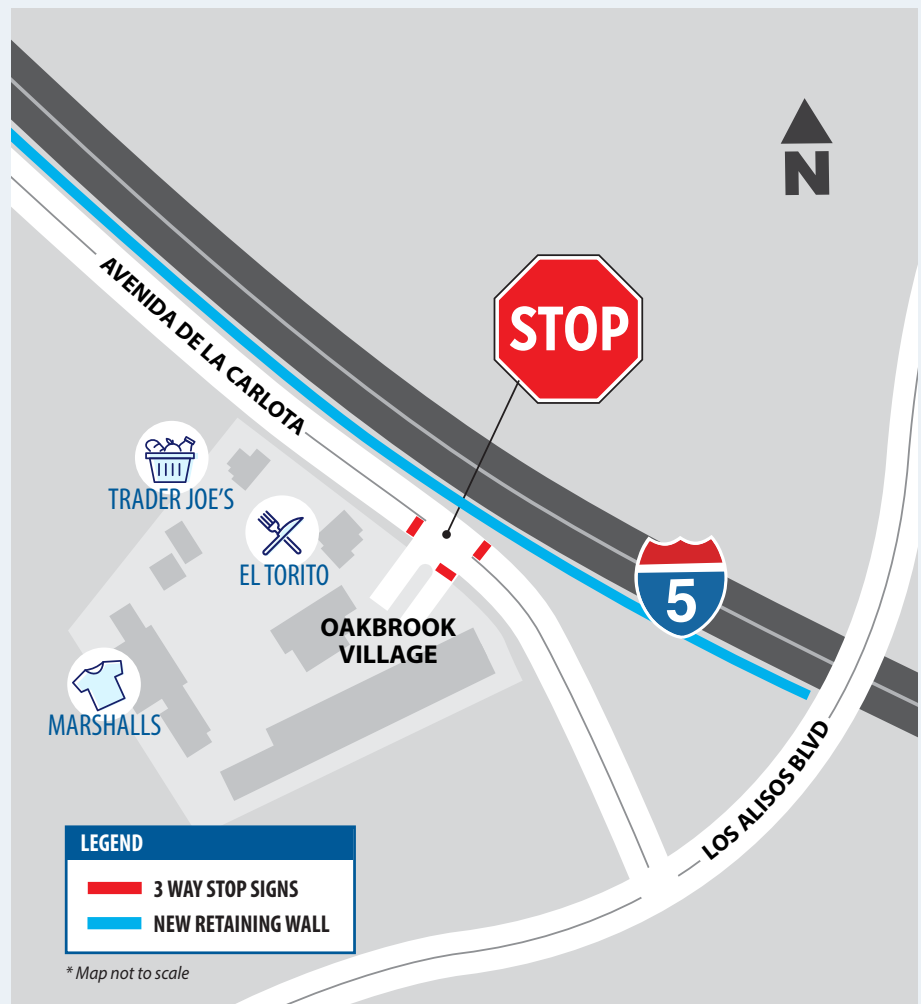 N
STOP
AVENIDA DE LA CARLOTA
TRADER JOE'S
EL TORITO
5
OAKBROOK
VILLAGE
MARSHALLS
LOS ALISOS BLVD
LEGEND
3 WAY STOP SIGNS
NEW RETAINING WALL
* Map not to scale